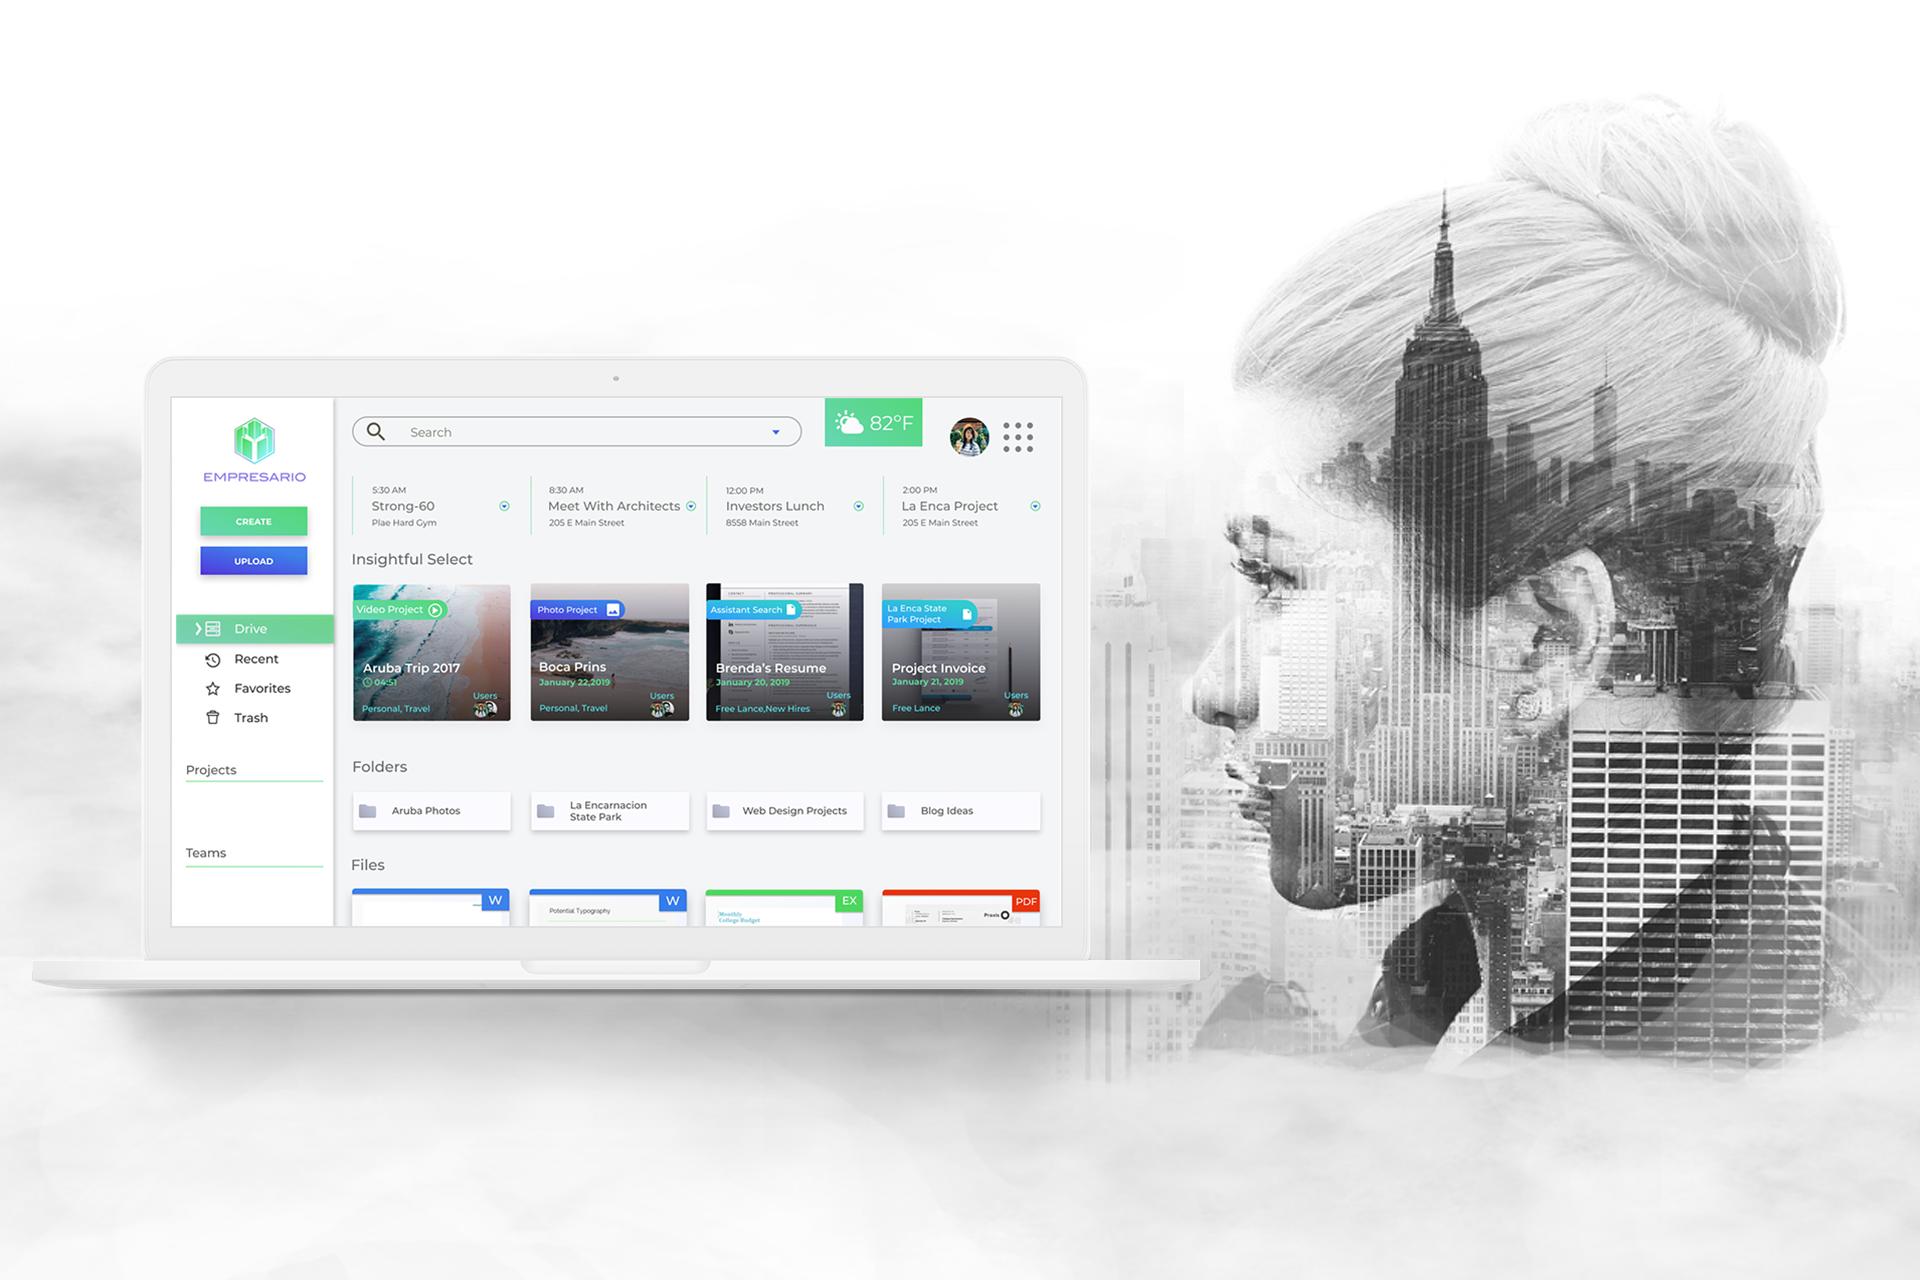 EMPRESARIO
CREATE
UPLOAD
Drive
Recent
Favorites
Trash
Projects
Teams
Search
82°F
5:30 AM
Strong-60
Plae Hard Gym
8:30 AM
Meet With Architects
205 E Main Street
12:00 PM
Investors Lunch
8558 Main Street
2:00 PM
La Enca Project
205 E Main Street
Insightful Select
Video Project
Aruba Trip 2017
04:51
Users
Personal, Travel
Photo Project
Boca Prins
January 22,2019
Users
Personal, Travel
CONTACT
Assistant Search
Brenda's Resume
January 20, 2019
Users
Free Lance,New Hires
La Enca State
Park Project
Project Invoice
January 21, 2019
Users
Free Lance
Folders
Aruba Photos
La Encarnacion
State Park
Web Design Projects
Blog Ideas
Files
W
W
Potential Typography
EX
Monthly
College Budget
PDF
Praxis